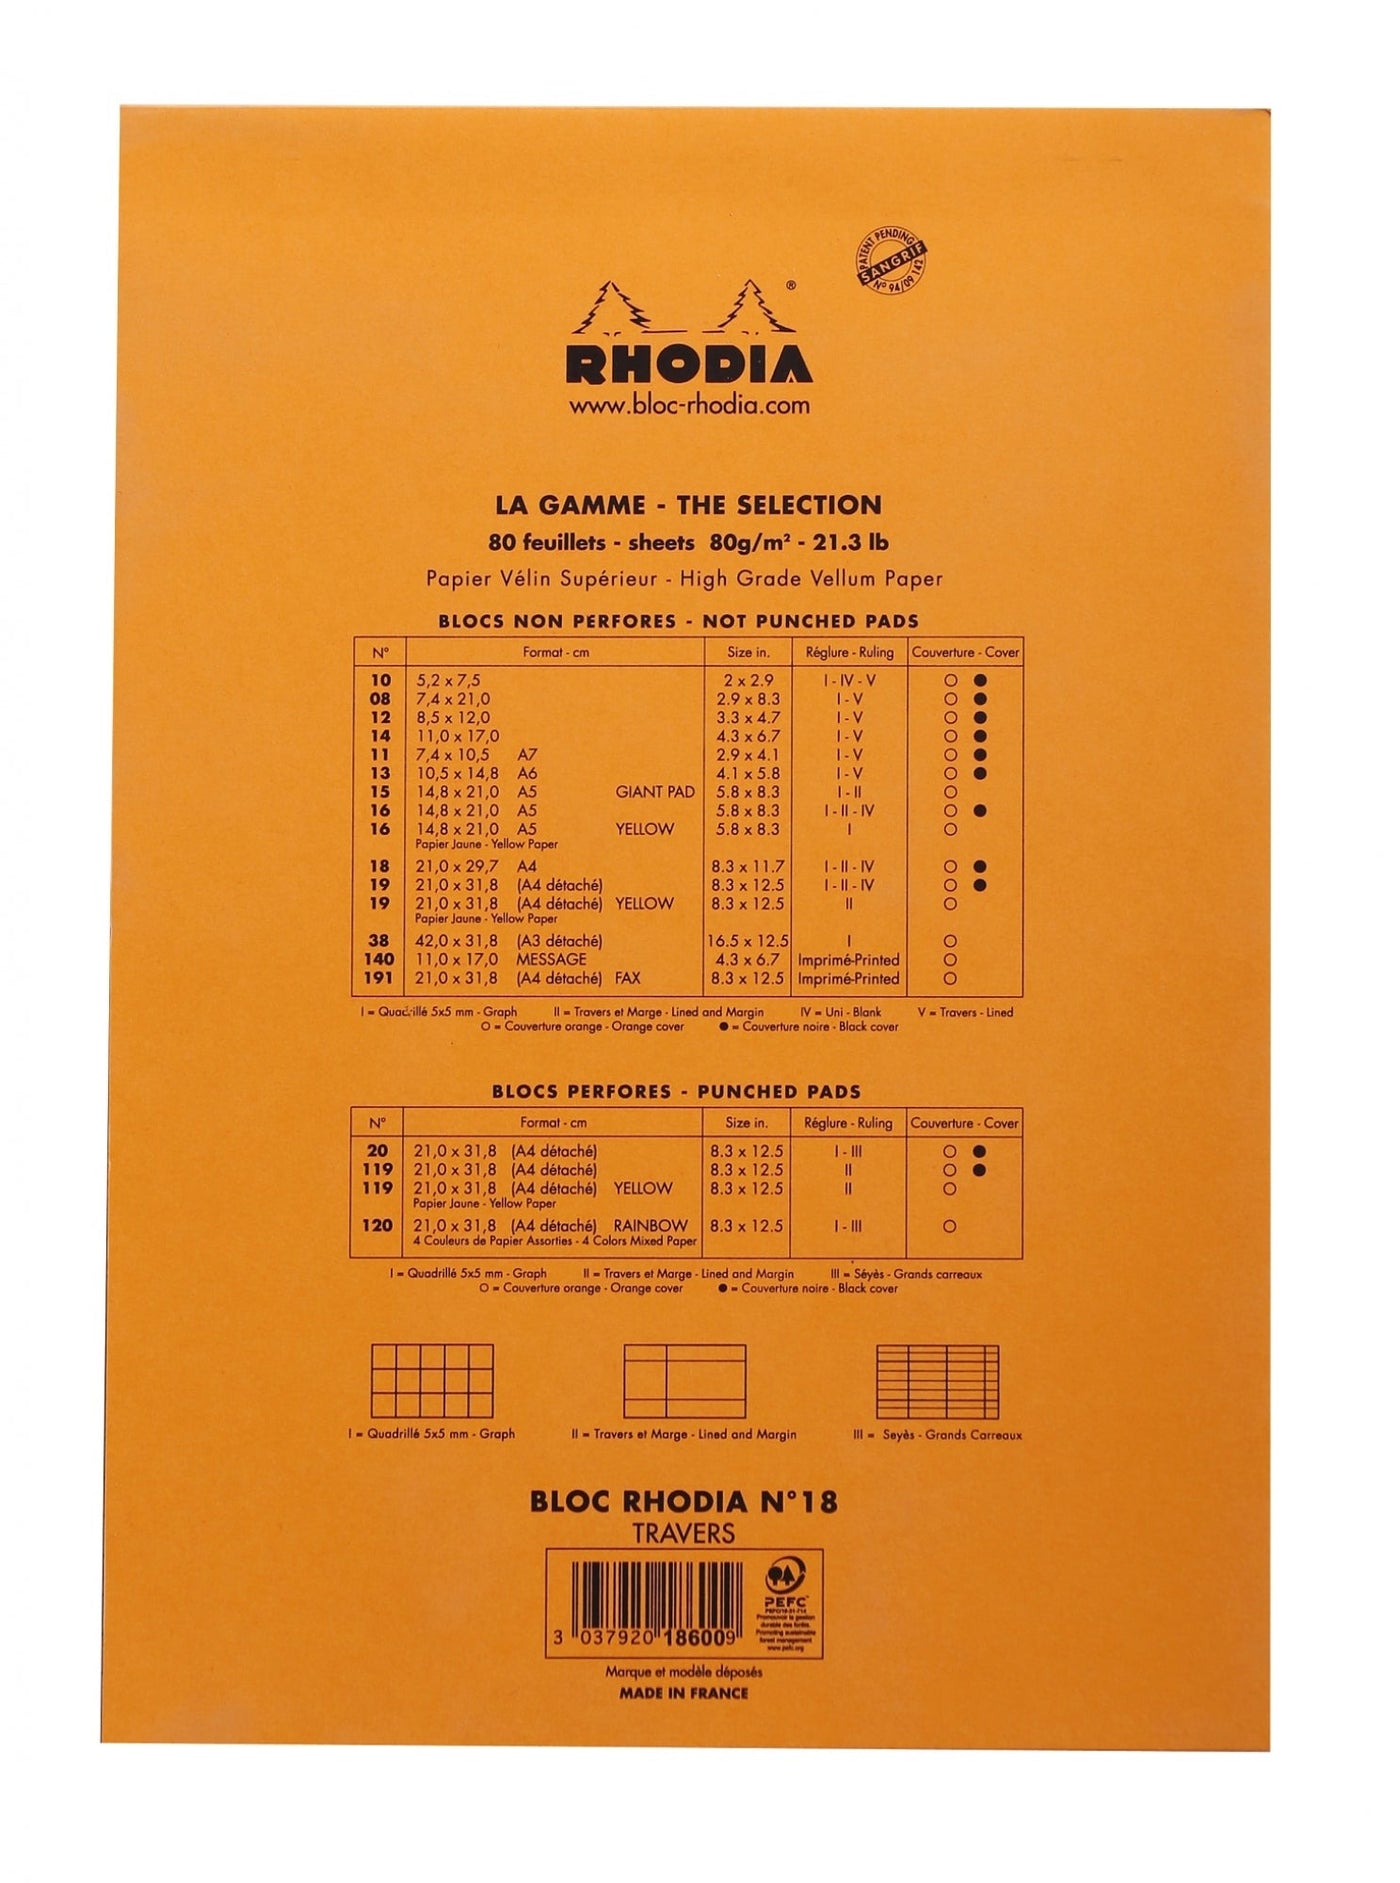 PATENT PENDING
SANGRIF
N° 94/09 142
®
RHODIA
www.bloc-rhodia.com
LA GAMME - THE SELECTION
80 feuillets - sheets 80g/m² - 21.3 lb
Papier Vélin Supérieur - High Grade Vellum Paper
BLOCS NON PERFORES - NOT PUNCHED PADS
N° Format - cm Size in. Réglure - Ruling Couverture - Cover
10 5,2 x 7,5 2 x 2.9 I - IV - V ○ ●
08 7,4 x 21,0 2.9 x 8.3 I - V ○ ●
12 8,5 x 12,0 3.3 x 4.7 I - V ○ ●
14 11,0 x 17,0 4.3 x 6.7 I - V ○ ●
11 7,4 x 10,5 A7 2.9 x 4.1 I - V ○ ●
13 10,5 x 14,8 A6 4.1 x 5.8 I - V ○ ●
15 14,8 x 21,0 A5 GIANT PAD 5.8 x 8.3 I - II ○
16 14,8 x 21,0 A5 5.8 x 8.3 I - II - IV ○ ●
16 14,8 x 21,0 A5 YELLOW 5.8 x 8.3 I ○
Papier Jaune - Yellow Paper
18 21,0 x 29,7 A4 8.3 x 11.7 I - II - IV ○ ●
19 21,0 x 31,8 (A4 détaché) 8.3 x 12.5 I - II - IV ○ ●
19 21,0 x 31,8 (A4 détaché) YELLOW 8.3 x 12.5 II ○
Papier Jaune - Yellow Paper
38 42,0 x 31,8 (A3 détaché) 16.5 x 12.5 I ○
140 11,0 x 17,0 MESSAGE 4.3 x 6.7 Imprimé-Printed ○
191 21,0 x 31,8 (A4 détaché) FAX 8.3 x 12.5 Imprimé-Printed ○
I = Quadrillé 5x5 mm - Graph II = Travers et Marge - Lined and Margin IV = Uni - Blank V = Travers - Lined
○ = Couverture orange - Orange cover ● = Couverture noire - Black cover
BLOCS PERFORES - PUNCHED PADS
N° Format - cm Size in. Réglure - Ruling Couverture - Cover
20 21,0 x 31,8 (A4 détaché) 8.3 x 12.5 I - III ○ ●
119 21,0 x 31,8 (A4 détaché) 8.3 x 12.5 II ○ ●
119 21,0 x 31,8 (A4 détaché) YELLOW 8.3 x 12.5 II ○
Papier Jaune - Yellow Paper
120 21,0 x 31,8 (A4 détaché) RAINBOW 8.3 x 12.5 I - III ○
4 Couleurs de Papier Assorties - 4 Colors Mixed Paper
I = Quadrillé 5x5 mm - Graph II = Travers et Marge - Lined and Margin III = Séyès - Grands carreaux
○ = Couverture orange - Orange cover ● = Couverture noire - Black cover
I = Quadrillé 5x5 mm - Graph II = Travers et Marge - Lined and Margin III = Seyès - Grands Carreaux
BLOC RHODIA N°18
TRAVERS
3 037920 186009
PEFC™
PEFC/10-31-714
Promouvoir la gestion
durable des forêts.
Promoting sustainable
forest management
www.pefc.org
Marque et modèle déposés
MADE IN FRANCE